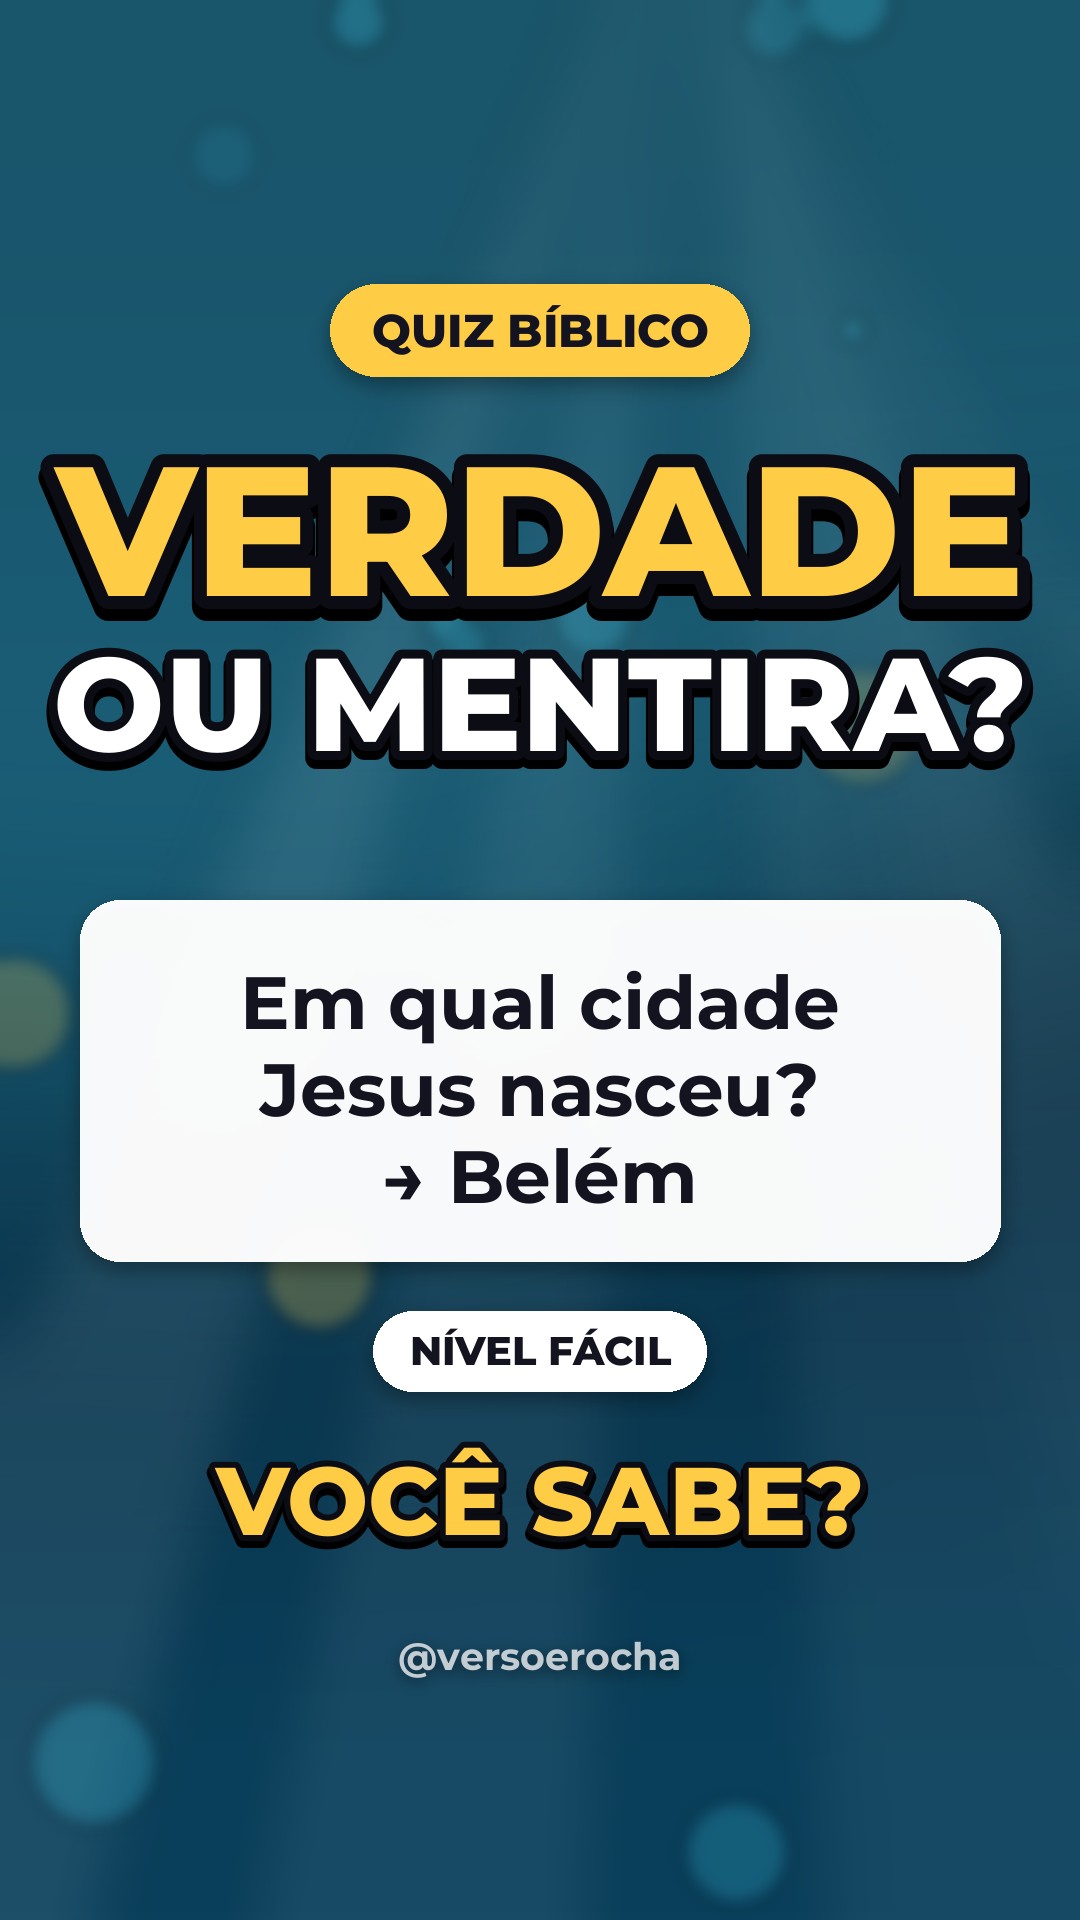 QUIZ BÍBLICO
VERDADE
OU MENTIRA?
Em qual cidade
Jesus nasceu?
→ Belém
NÍVEL FÁCIL
VOCÊ SABE?
@versoerocha